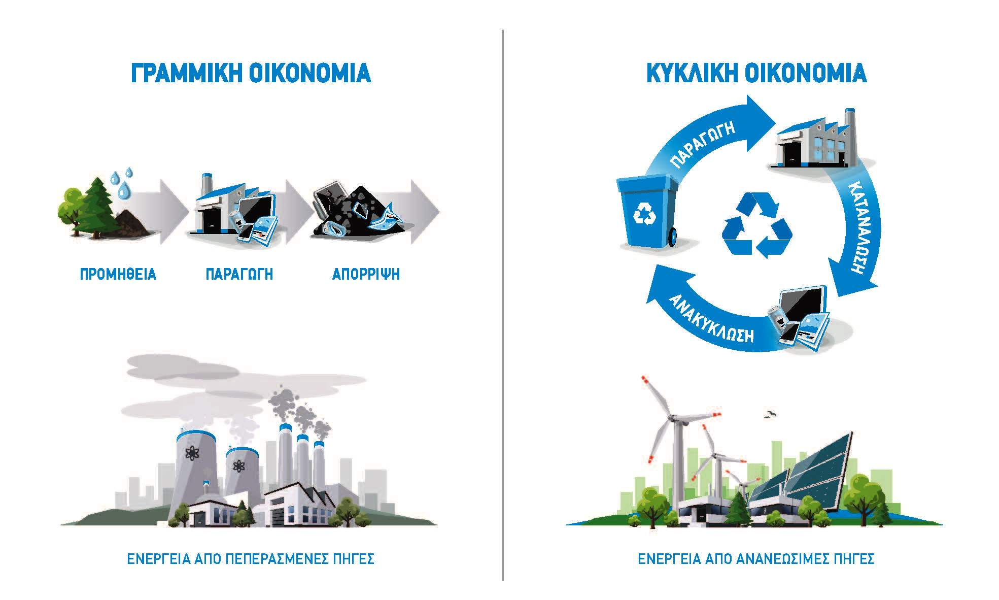 ΓΡΑΜΜΙΚΗ ΟΙΚΟΝΟΜΙΑ
ΠΡΟΜΗΘΕΙΑ
ΠΑΡΑΓΩΓΗ
ΑΠΟΡΡΙΨΗ
ΕΝΕΡΓΕΙΑ ΑΠΟ ΠΕΠΕΡΑΣΜΕΝΕΣ ΠΗΓΕΣ
ΚΥΚΛΙΚΗ ΟΙΚΟΝΟΜΙΑ
ΠΑΡΑΓΩΓΗ
ΚΑΤΑΝΑΛΩΣΗ
ΑΝΑΚΥΚΛΩΣΗ
ΕΝΕΡΓΕΙΑ ΑΠΟ ΑΝΑΝΕΩΣΙΜΕΣ ΠΗΓΕΣ